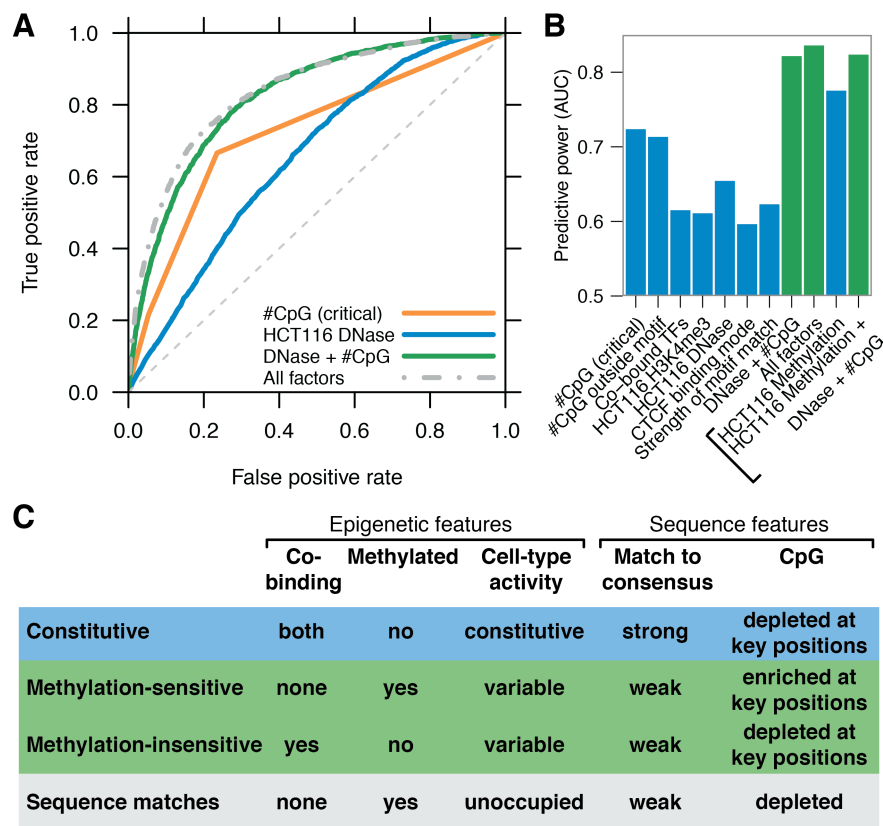 A
1.0
0.8
0.6
0.4
0.2
0.0
True positive rate
#CpG (critical)
HCT116 DNase
DNase + #CpG
All factors
0.0 0.2 0.4 0.6 0.8 1.0
False positive rate
B
0.8
0.7
0.6
0.5
Predictive power (AUC)
#CpG (critical)
#CpG outside motif
Co-bound TFs
HCT116 H3K4me3
HCT116 DNase
CTCF binding mode
Strength of motif match
DNase + #CpG
All factors
HCT116 Methylation
HCT116 Methylation +
DNase + #CpG
C
Epigenetic features Sequence features
Co- Methylated Cell-type Match to CpG
binding activity consensus
Constitutive both no constitutive strong depleted at
key positions
Methylation-sensitive none yes variable weak enriched at
key positions
Methylation-insensitive yes no variable weak depleted at
key positions
Sequence matches none yes unoccupied weak depleted